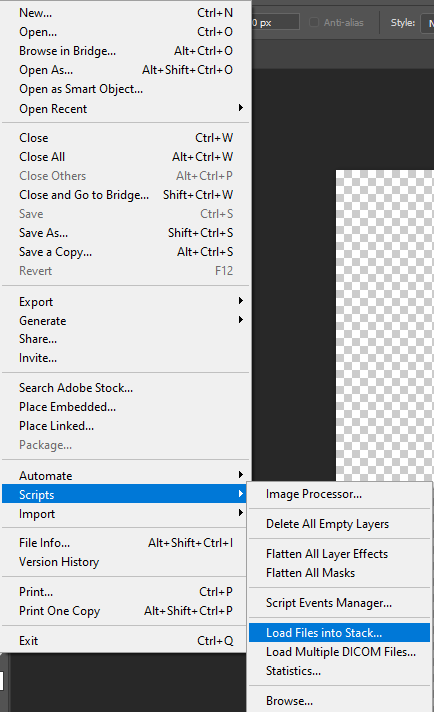 New... Ctrl+N
Open... Ctrl+O
Browse in Bridge... Alt+Ctrl+O
Open As... Alt+Shift+Ctrl+O
Open as Smart Object...
Open Recent
Close Ctrl+W
Close All Alt+Ctrl+W
Close Others Alt+Ctrl+P
Close and Go to Bridge... Shift+Ctrl+W
Save Ctrl+S
Save As... Shift+Ctrl+S
Save a Copy... Alt+Ctrl+S
Revert F12
Export
Generate
Share...
Invite...
Search Adobe Stock...
Place Embedded...
Place Linked...
Package...
Automate
Scripts
Import
File Info... Alt+Shift+Ctrl+I
Version History
Print... Ctrl+P
Print One Copy Alt+Shift+Ctrl+P
Exit Ctrl+Q
0 px Anti-alias Style: N
Image Processor...
Delete All Empty Layers
Flatten All Layer Effects
Flatten All Masks
Script Events Manager...
Load Files into Stack...
Load Multiple DICOM Files...
Statistics...
Browse...